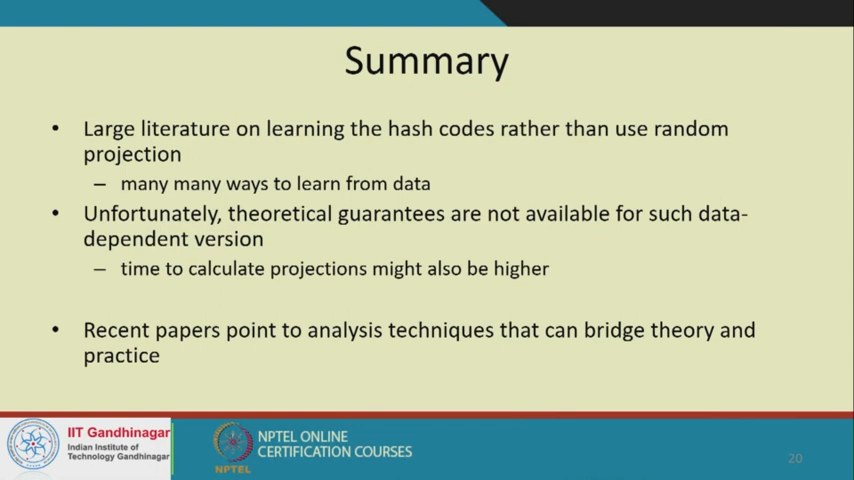 Summary
• Large literature on learning the hash codes rather than use random
projection
– many many ways to learn from data
• Unfortunately, theoretical guarantees are not available for such data-
dependent version
– time to calculate projections might also be higher
• Recent papers point to analysis techniques that can bridge theory and
practice
IIT Gandhinagar
Indian Institute of
Technology Gandhinagar
NPTEL
NPTEL ONLINE
CERTIFICATION COURSES
20